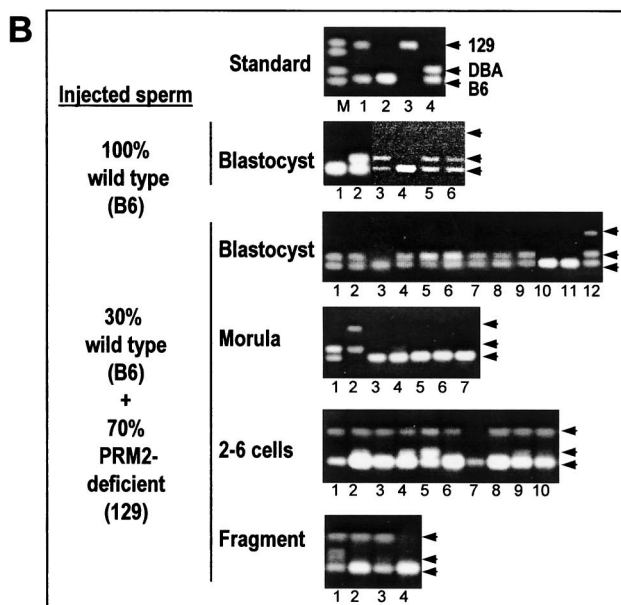 B
Standard
129
DBA
B6
M 1 2 3 4
Injected sperm
100%
wild type
(B6)
Blastocyst
1 2 3 4 5 6
Blastocyst
1 2 3 4 5 6 7 8 9 10 11 12
30%
wild type
(B6)
+
70%
PRM2-
deficient
(129)
Morula
1 2 3 4 5 6 7
2-6 cells
1 2 3 4 5 6 7 8 9 10
Fragment
1 2 3 4